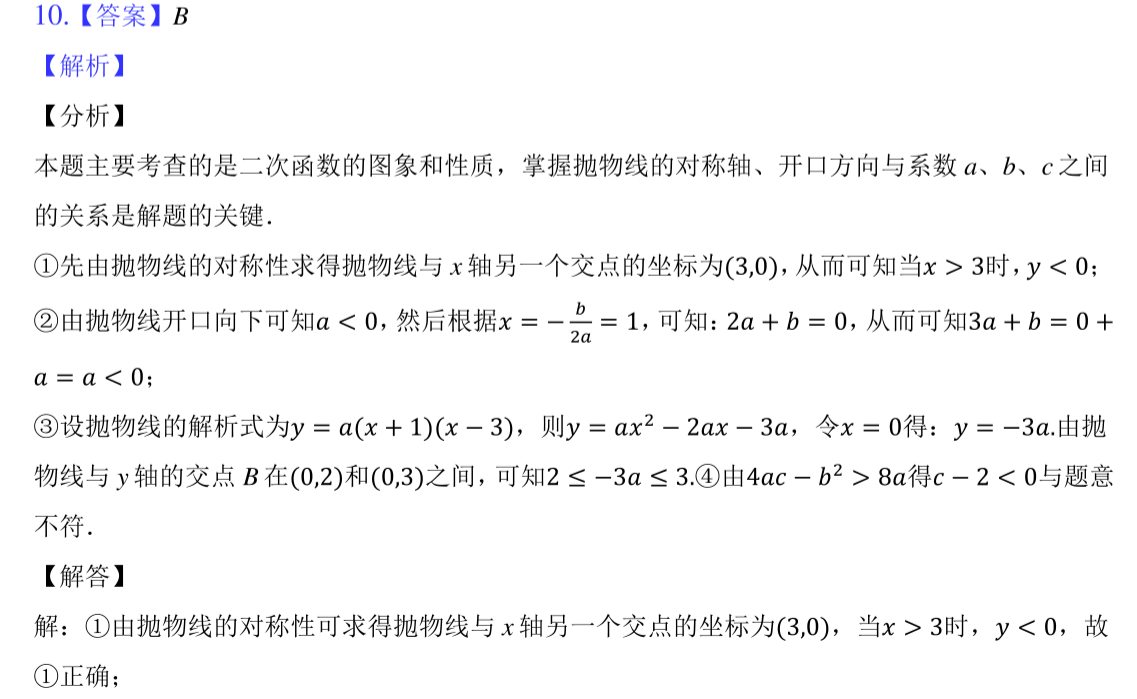 10.【答案】B
【解析】
【分析】
本题主要考查的是二次函数的图象和性质，掌握抛物线的对称轴、开口方向与系数 a、b、c 之间
的关系是解题的关键．
①先由抛物线的对称性求得抛物线与 x 轴另一个交点的坐标为(3,0)，从而可知当x > 3时，y < 0；
②由抛物线开口向下可知a < 0，然后根据x = −b/2a = 1，可知：2a + b = 0，从而可知3a + b = 0 +
a = a < 0；
③设抛物线的解析式为y = a(x + 1)(x − 3)，则y = ax² − 2ax − 3a，令x = 0得：y = −3a.由抛
物线与 y 轴的交点 B 在(0,2)和(0,3)之间，可知2 ≤ −3a ≤ 3.④由4ac − b² > 8a得c − 2 < 0与题意
不符．
【解答】
解：①由抛物线的对称性可求得抛物线与 x 轴另一个交点的坐标为(3,0)，当x > 3时，y < 0，故
①正确；